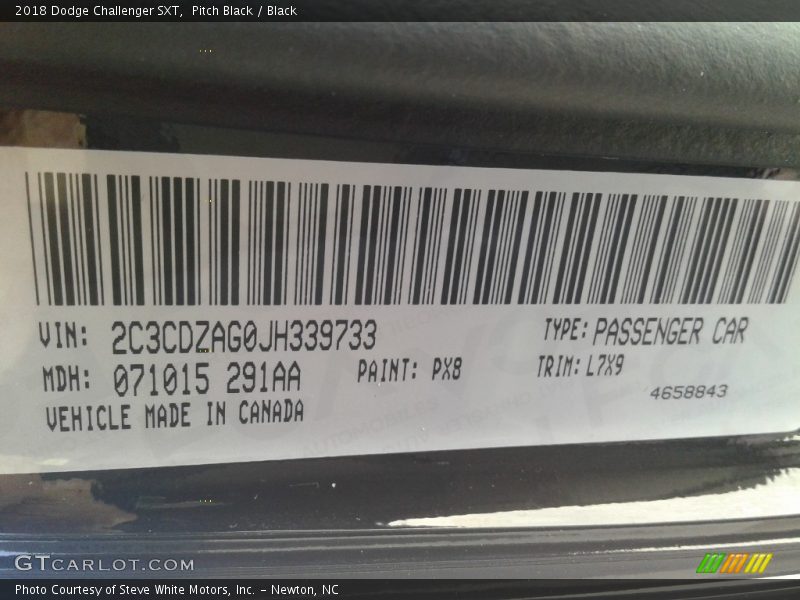 2018 Dodge Challenger SXT, Pitch Black / Black
VIN: 2C3CDZAG0JH339733 TYPE: PASSENGER CAR
MDH: 071015 291AA PAINT: PX8 TRIM: L7X9
VEHICLE MADE IN CANADA 4658843
GTCARLOT.COM
Photo Courtesy of Steve White Motors, Inc. – Newton, NC